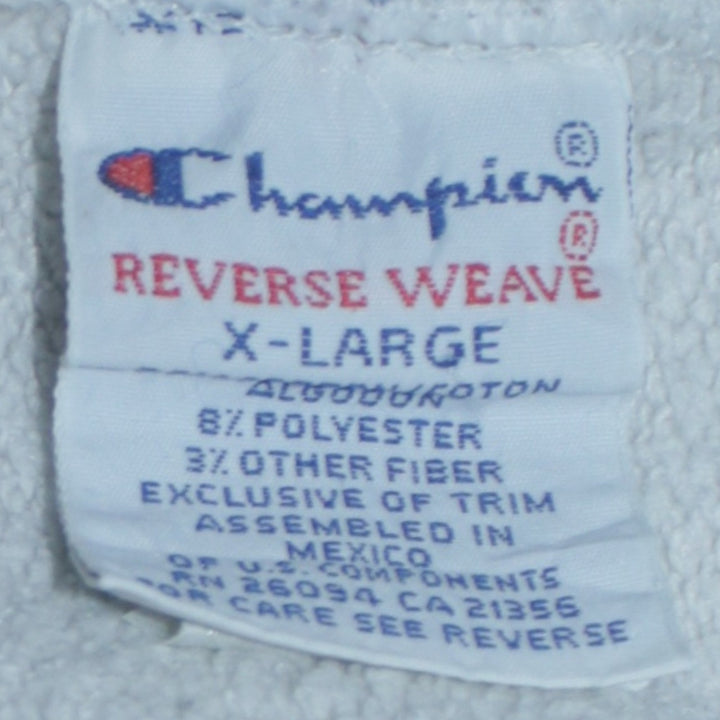 Champion®
REVERSE WEAVE®
X-LARGE
ALGODON COTON
8% POLYESTER
3% OTHER FIBER
EXCLUSIVE OF TRIM
ASSEMBLED IN
MEXICO
OF U.S. COMPONENTS
RN 26094 CA 21356
FOR CARE SEE REVERSE